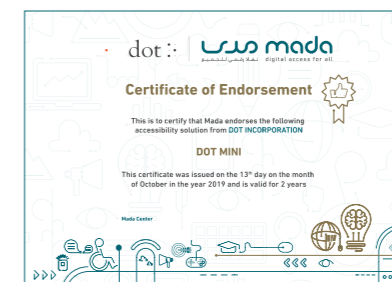 dot
مدى mada
نفاذ رقمي للجميع digital access for all
Certificate of Endorsement
This is to certify that Mada endorses the following
accessibility solution from DOT INCORPORATION
DOT MINI
This certificate was issued on the 13th day on the month
of October in the year 2019 and is valid for 2 years
Mada Center